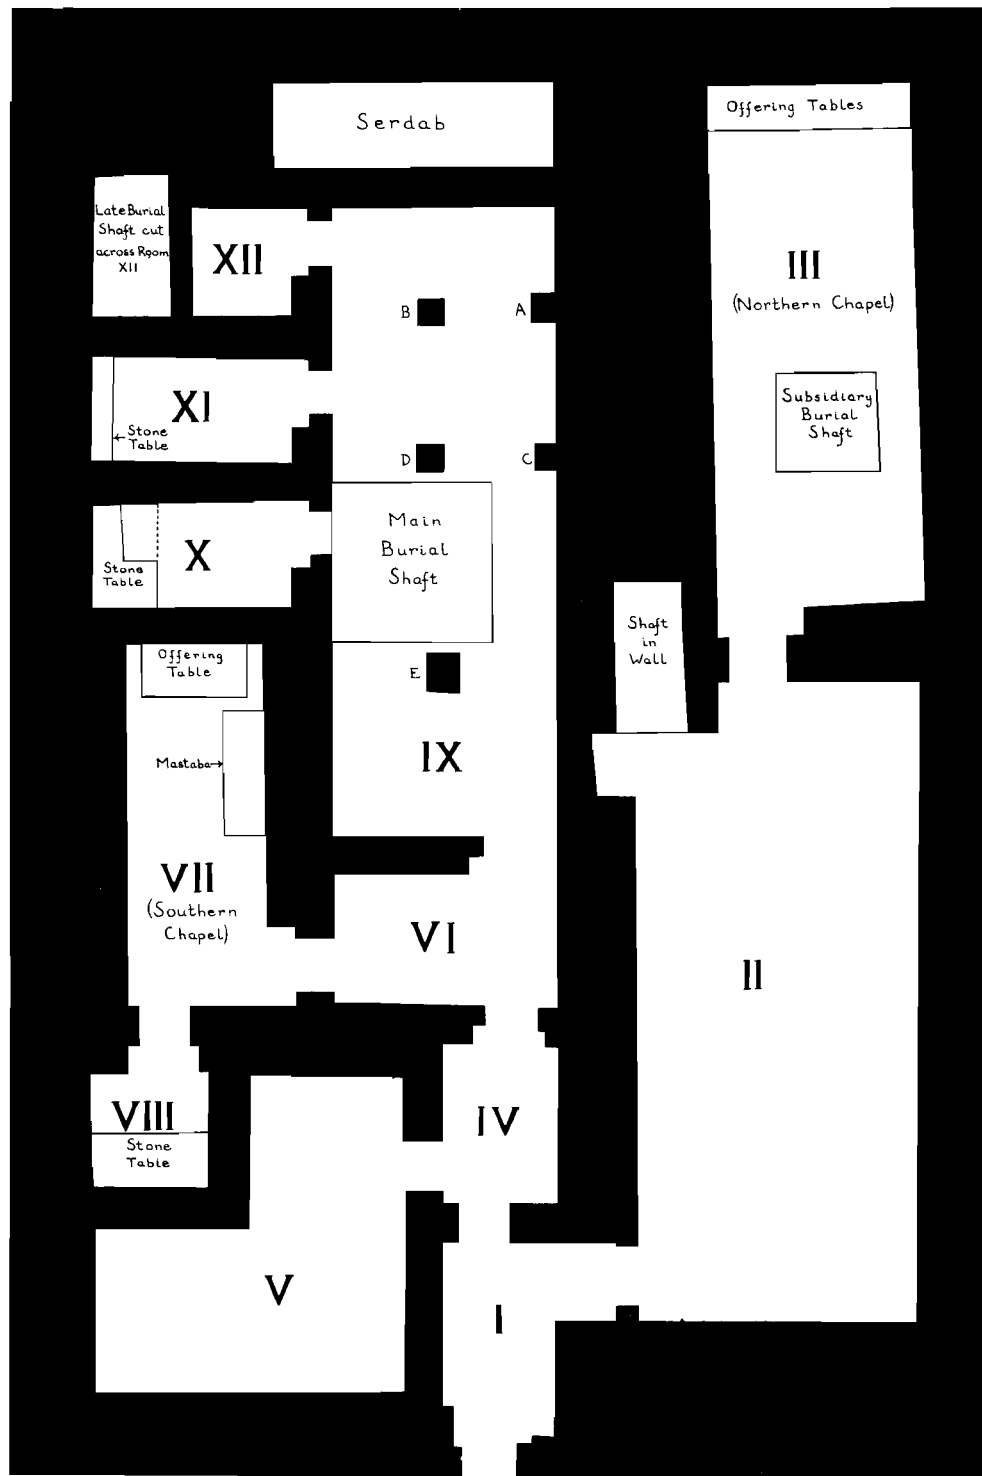 Serdab
Offering Tables
Late Burial
Shaft cut
across Room
XII
XII
III
(Northern Chapel)
B
A
XI
Stone
Table
Subsidiary
Burial
Shaft
D
C
Main
Burial
Shaft
X
Stone
Table
Shaft
in
Wall
Offering
Table
E
Mastaba
IX
VII
(Southern
Chapel)
VI
II
VIII
Stone
Table
IV
V
I